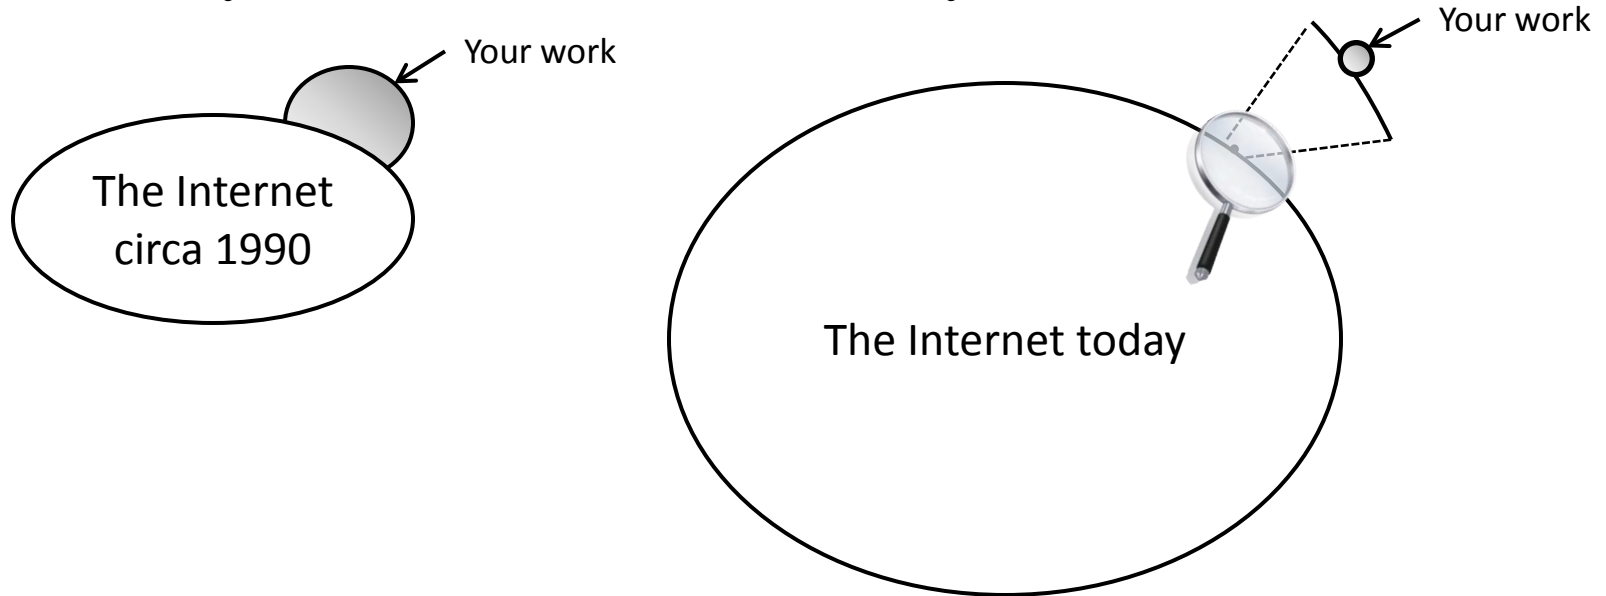 Your work
The Internet
circa 1990
Your work
The Internet today